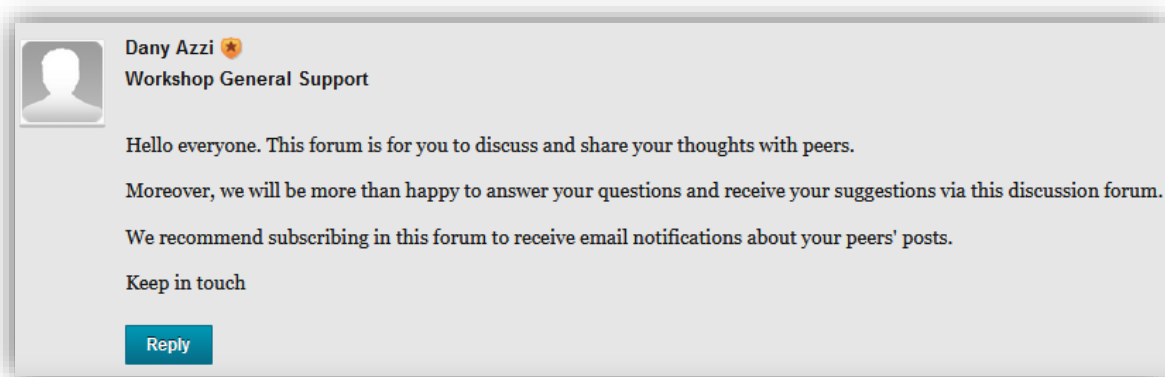 Dany Azzi
Workshop General Support
Hello everyone. This forum is for you to discuss and share your thoughts with peers.
Moreover, we will be more than happy to answer your questions and receive your suggestions via this discussion forum.
We recommend subscribing in this forum to receive email notifications about your peers' posts.
Keep in touch
Reply